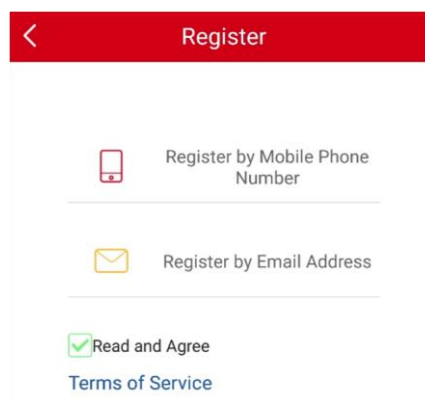 Register
Register by Mobile Phone
Number
Register by Email Address
Read and Agree
Terms of Service